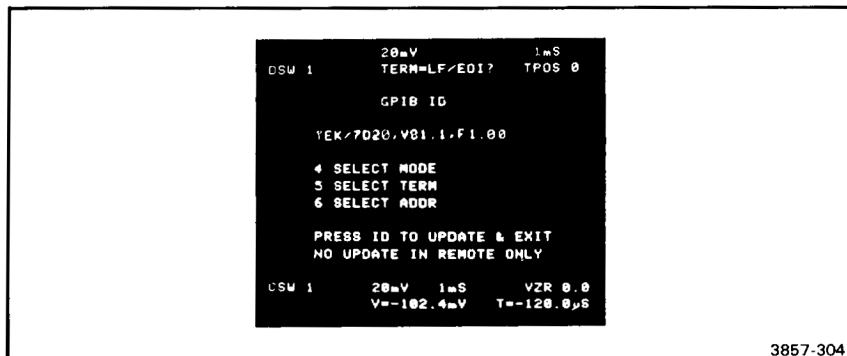 20mV 1mS
DSW 1 TERM=LF/EOI? TPOS 0
GPIB ID
TEK/7D20,V81.1,F1.00
4 SELECT MODE
5 SELECT TERM
6 SELECT ADDR
PRESS ID TO UPDATE & EXIT
NO UPDATE IN REMOTE ONLY
CSW 1 20mV 1mS VZR 0.0
V=-102.4mV T=-120.0µS
3857-304